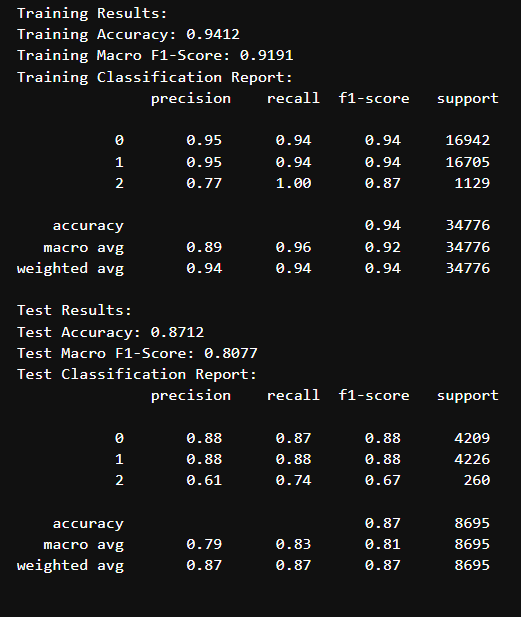 Training Results:
Training Accuracy: 0.9412
Training Macro F1-Score: 0.9191
Training Classification Report:
precision recall f1-score support
0 0.95 0.94 0.94 16942
1 0.95 0.94 0.94 16705
2 0.77 1.00 0.87 1129
accuracy 0.94 34776
macro avg 0.89 0.96 0.92 34776
weighted avg 0.94 0.94 0.94 34776
Test Results:
Test Accuracy: 0.8712
Test Macro F1-Score: 0.8077
Test Classification Report:
precision recall f1-score support
0 0.88 0.87 0.88 4209
1 0.88 0.88 0.88 4226
2 0.61 0.74 0.67 260
accuracy 0.87 8695
macro avg 0.79 0.83 0.81 8695
weighted avg 0.87 0.87 0.87 8695